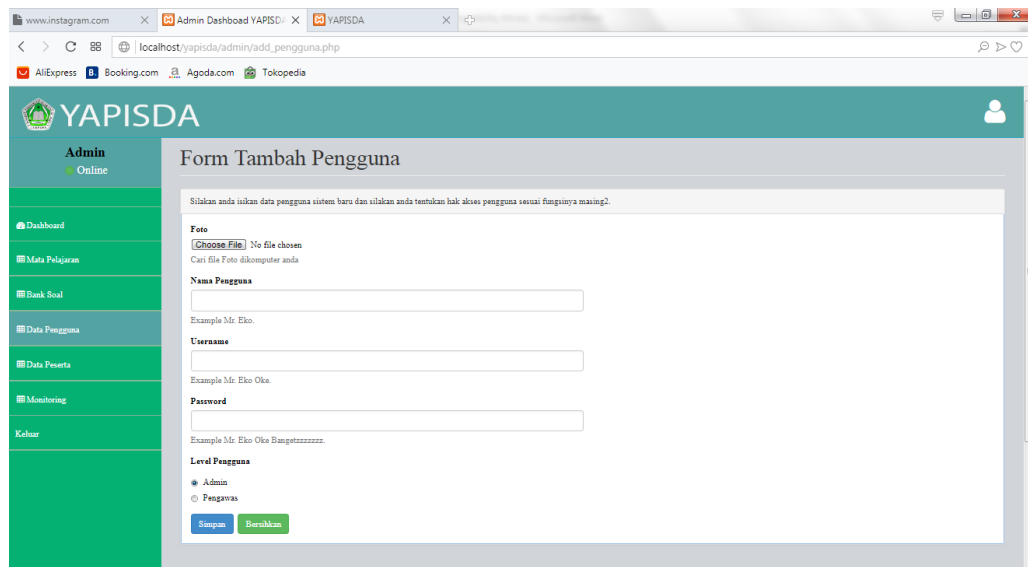 www.instagram.com
Admin Dashboad YAPISDA
YAPISDA
localhost/yapisda/admin/add_pengguna.php
AliExpress
B. Booking.com
a Agoda.com
Tokopedia
YAPISDA
Admin
Online
Dashboard
Mata Pelajaran
Bank Soal
Data Pengguna
Data Peserta
Monitoring
Keluar
Form Tambah Pengguna
Silakan anda isikan data pengguna sistem baru dan silakan anda tentukan hak akses pengguna sesuai fungsinya masing2.
Foto
Choose File No file chosen
Cari file Foto dikomputer anda
Nama Pengguna
Example Mr. Eko.
Username
Example Mr. Eko Oke.
Password
Example Mr. Eko Oke Bangetzzzzzzz.
Level Pengguna
Admin
Pengawas
Simpan
Bersihkan